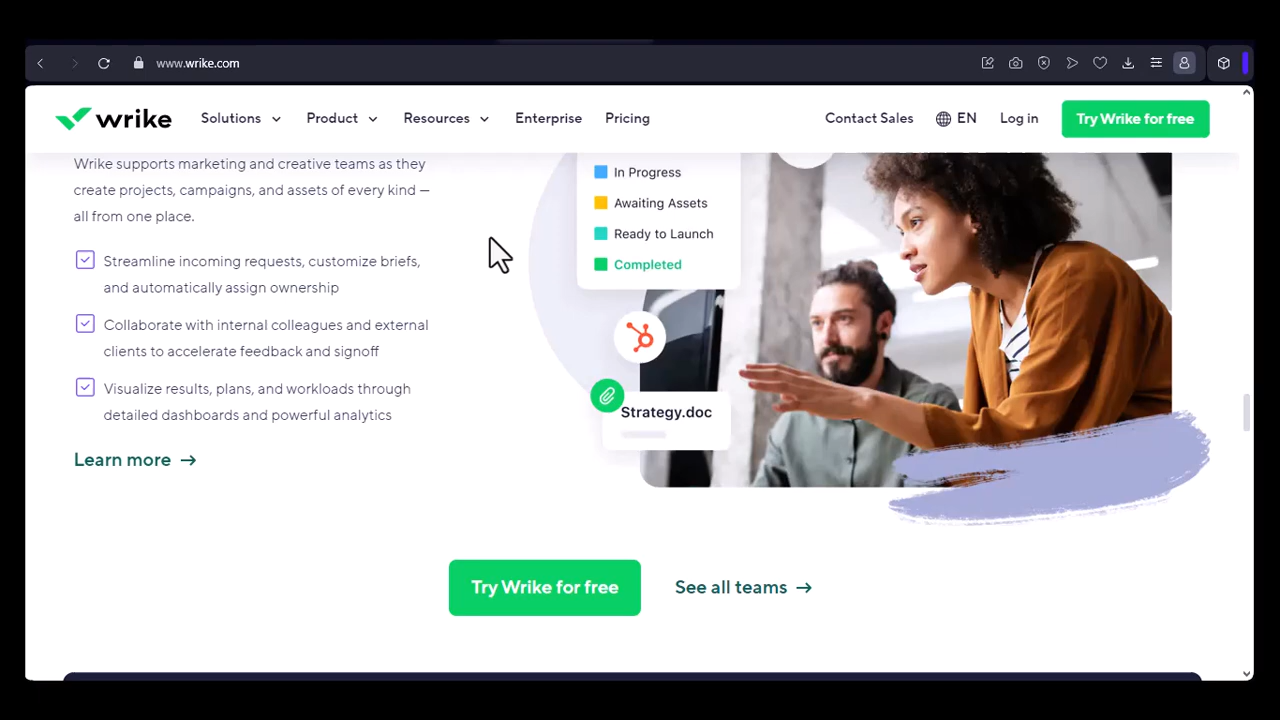 www.wrike.com
wrike
Solutions
Product
Resources
Enterprise
Pricing
Contact Sales
EN
Log in
Try Wrike for free
Wrike supports marketing and creative teams as they
create projects, campaigns, and assets of every kind —
all from one place.
Streamline incoming requests, customize briefs,
and automatically assign ownership
Collaborate with internal colleagues and external
clients to accelerate feedback and signoff
Visualize results, plans, and workloads through
detailed dashboards and powerful analytics
Learn more →
In Progress
Awaiting Assets
Ready to Launch
Completed
Strategy.doc
Try Wrike for free
See all teams →